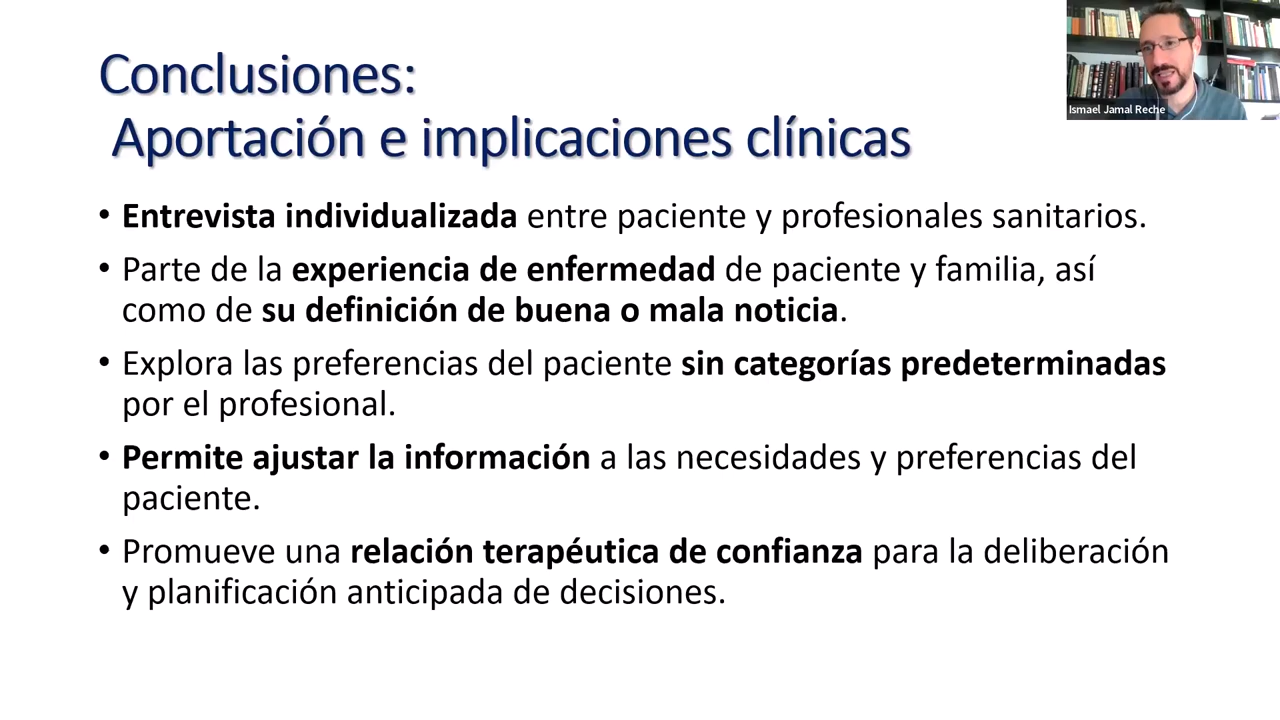 Conclusiones:
Aportación e implicaciones clínicas
Ismael Jamal Reche
• Entrevista individualizada entre paciente y profesionales sanitarios.
• Parte de la experiencia de enfermedad de paciente y familia, así
como de su definición de buena o mala noticia.
• Explora las preferencias del paciente sin categorías predeterminadas
por el profesional.
• Permite ajustar la información a las necesidades y preferencias del
paciente.
• Promueve una relación terapéutica de confianza para la deliberación
y planificación anticipada de decisiones.